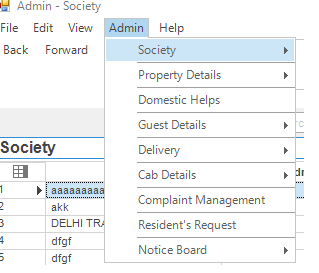 Admin - Society
File Edit View Admin Help
Back Forward
Society
Property Details
Domestic Helps
Guest Details
Delivery
Cab Details
Complaint Management
Resident's Request
Notice Board
Society
1 aaaaaaaaa
2 akk
3 DELHI TRA
4 dfgf
5 dfgf